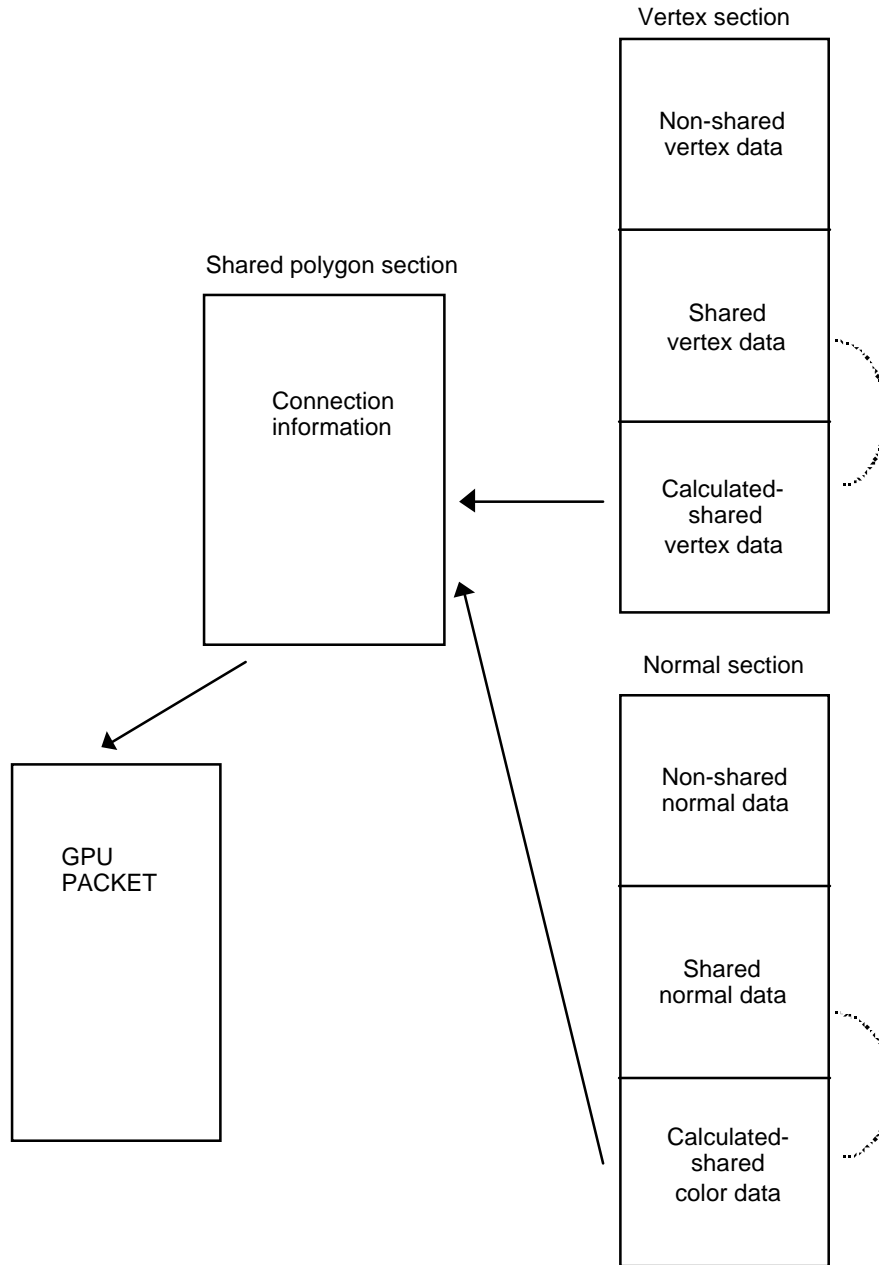 Vertex section
Non-shared
vertex data
Shared
vertex data
Calculated-
shared
vertex data
Shared polygon section
Connection
information
GPU
PACKET
Normal section
Non-shared
normal data
Shared
normal data
Calculated-
shared
color data